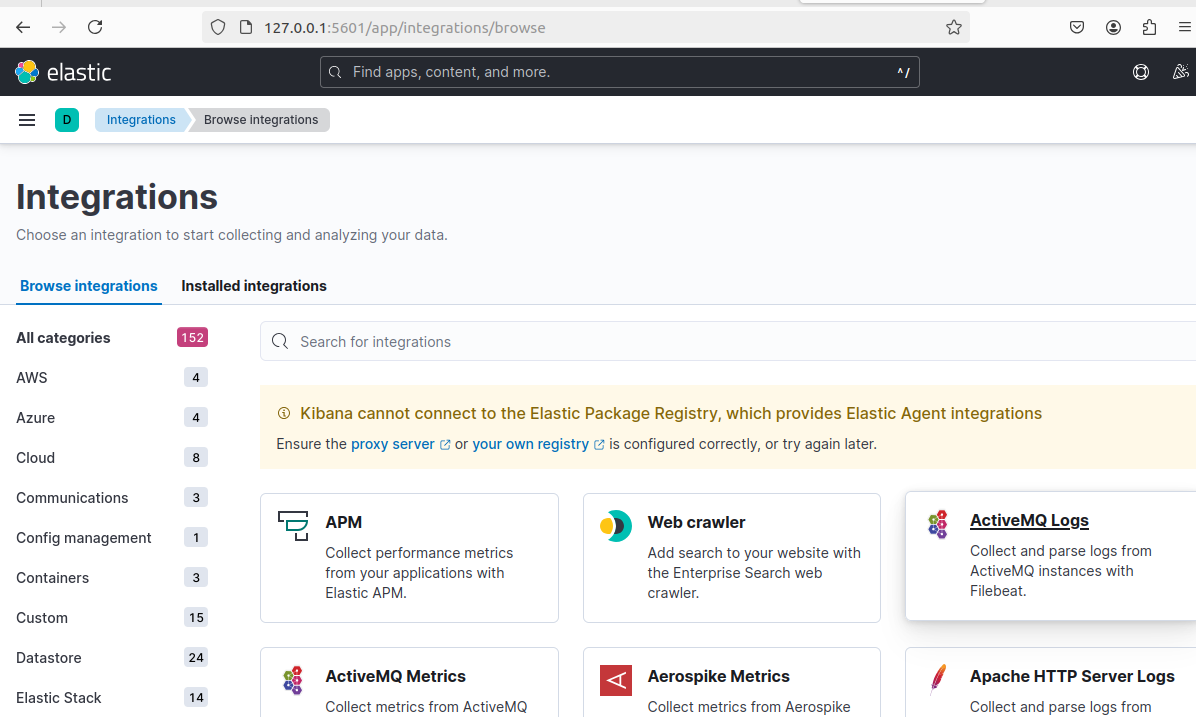 127.0.0.1:5601/app/integrations/browse
elastic
Find apps, content, and more.
^/
D
Integrations
Browse integrations
Integrations
Choose an integration to start collecting and analyzing your data.
Browse integrations
Installed integrations
All categories 152
AWS 4
Azure 4
Cloud 8
Communications 3
Config management 1
Containers 3
Custom 15
Datastore 24
Elastic Stack 14
Search for integrations
Kibana cannot connect to the Elastic Package Registry, which provides Elastic Agent integrations
Ensure the proxy server or your own registry is configured correctly, or try again later.
APM
Collect performance metrics
from your applications with
Elastic APM.
Web crawler
Add search to your website with
the Enterprise Search web
crawler.
ActiveMQ Logs
Collect and parse logs from
ActiveMQ instances with
Filebeat.
ActiveMQ Metrics
Collect metrics from ActiveMQ
Aerospike Metrics
Collect metrics from Aerospike
Apache HTTP Server Logs
Collect and parse logs from